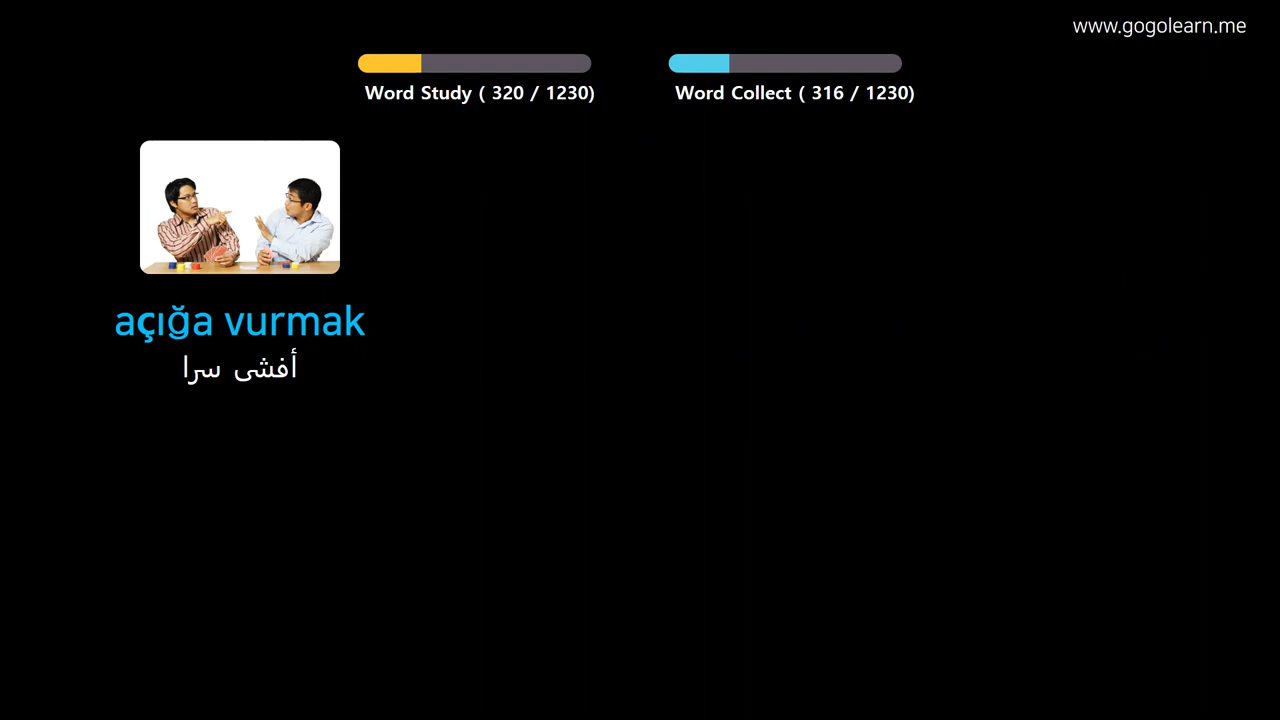 www.gogolearn.me
Word Study ( 320 / 1230)
Word Collect ( 316 / 1230)
açığa vurmak
أفشى سرا